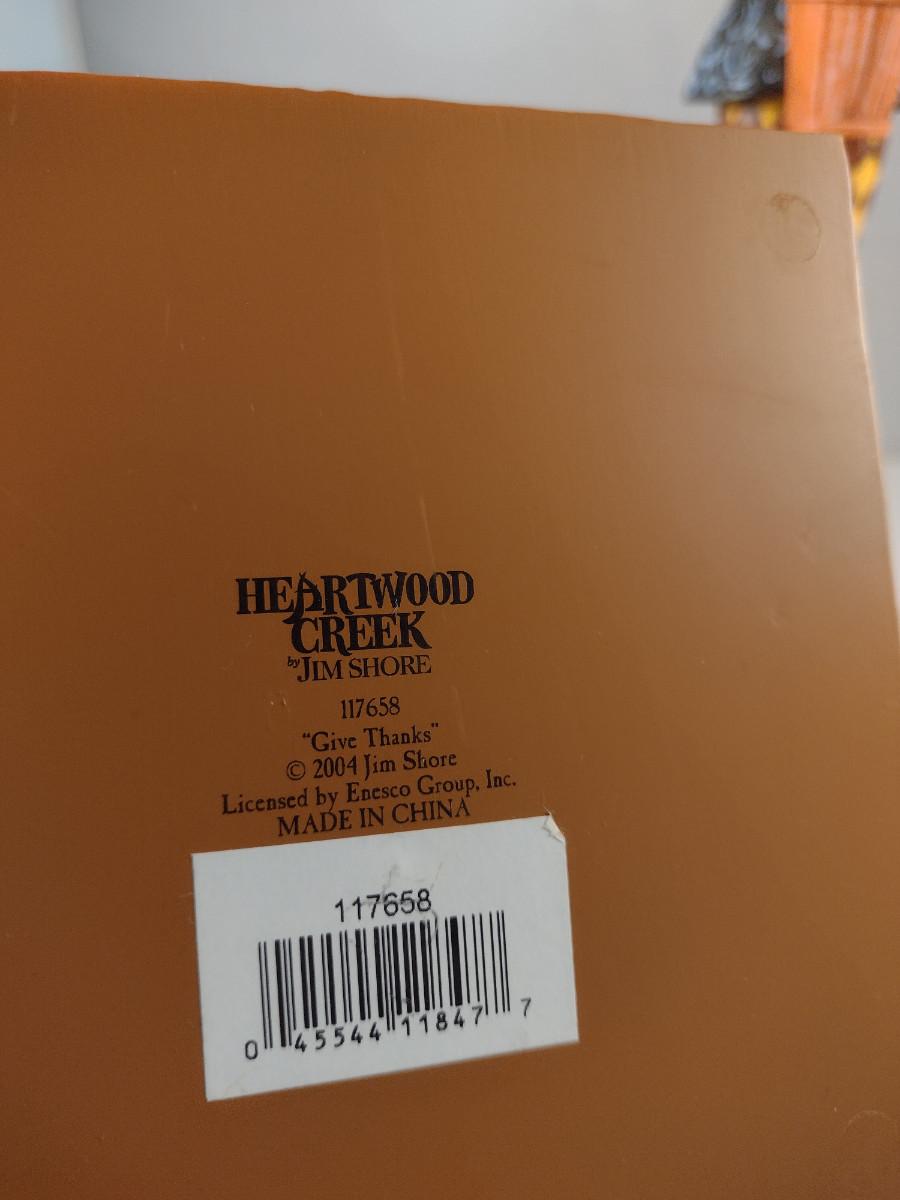 HEARTWOOD
CREEK
by JIM SHORE
117658
“Give Thanks”
© 2004 Jim Shore
Licensed by Enesco Group, Inc.
MADE IN CHINA
117658
0 45544 11847 7